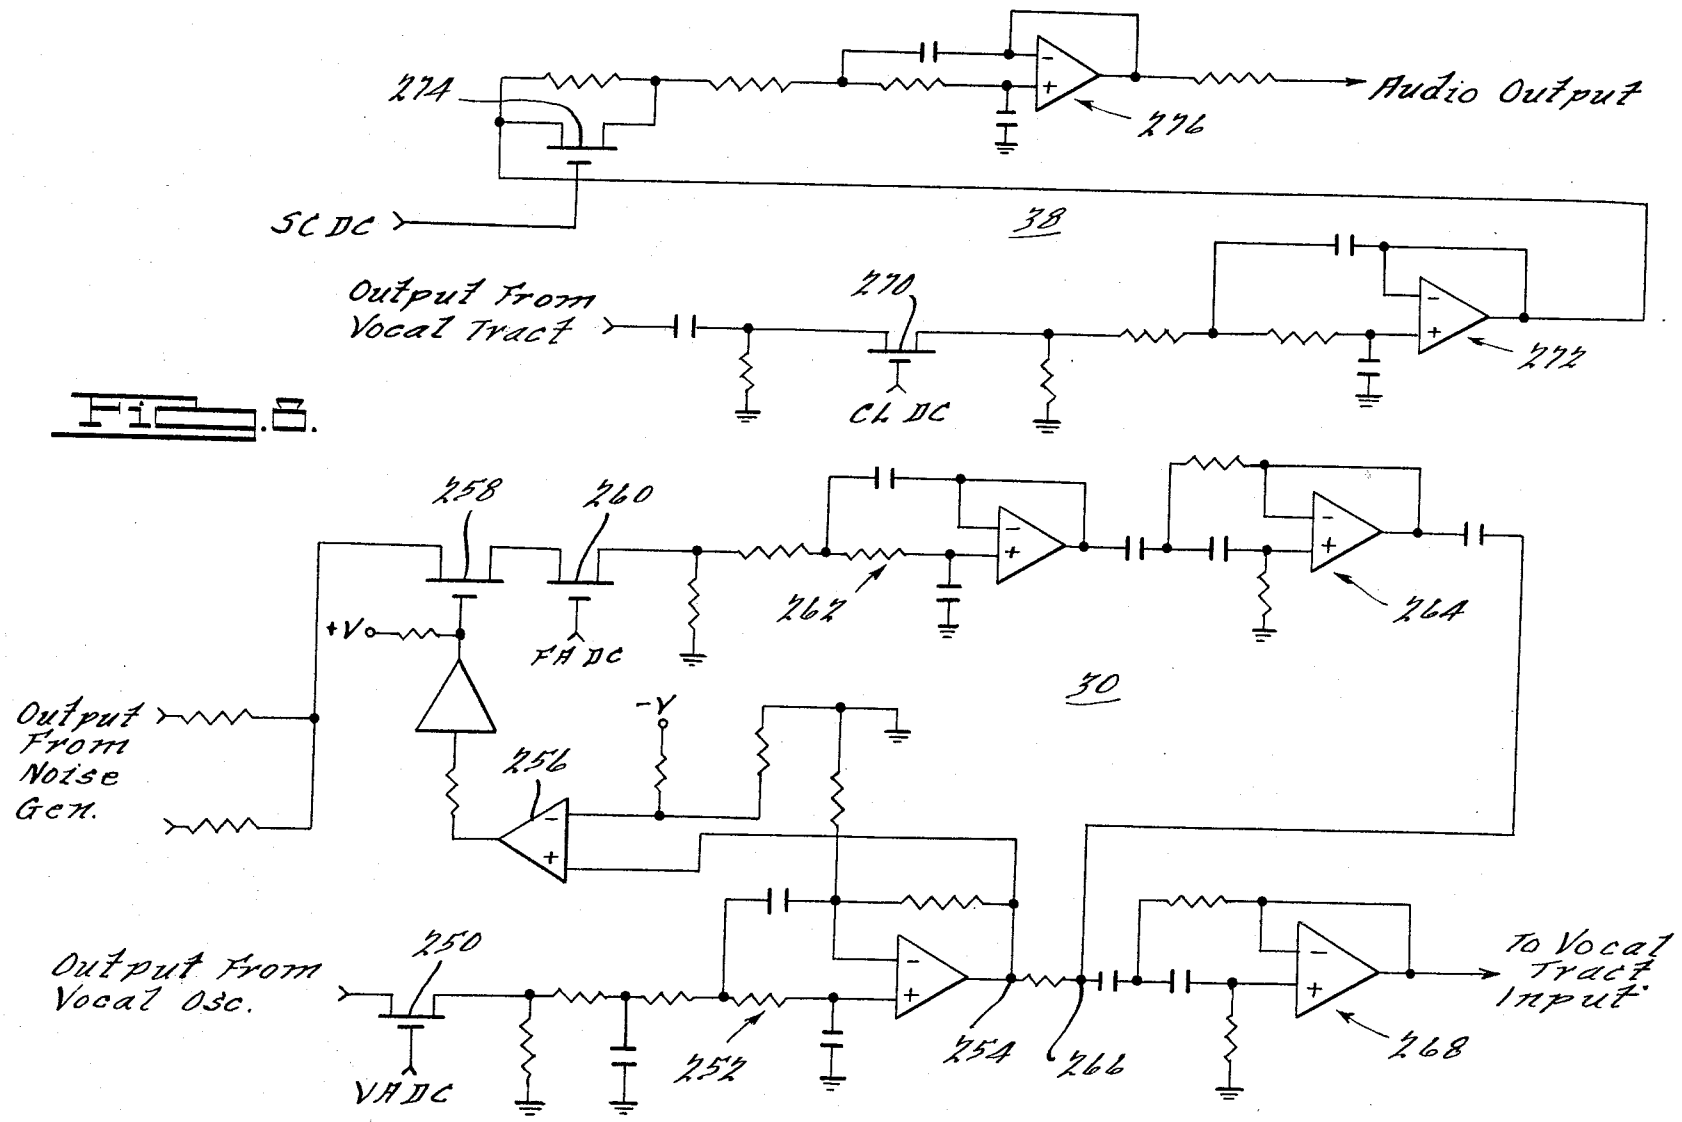 274
276
Audio Output
SC DC
38
Output From
Vocal Tract
270
272
CL DC
Fig. 8.
258
260
262
264
+V
FA DC
30
Output
From
Noise
Gen.
-V
256
250
Output From
Vocal Osc.
VADC
252
254
266
268
To Vocal
Tract
Input.